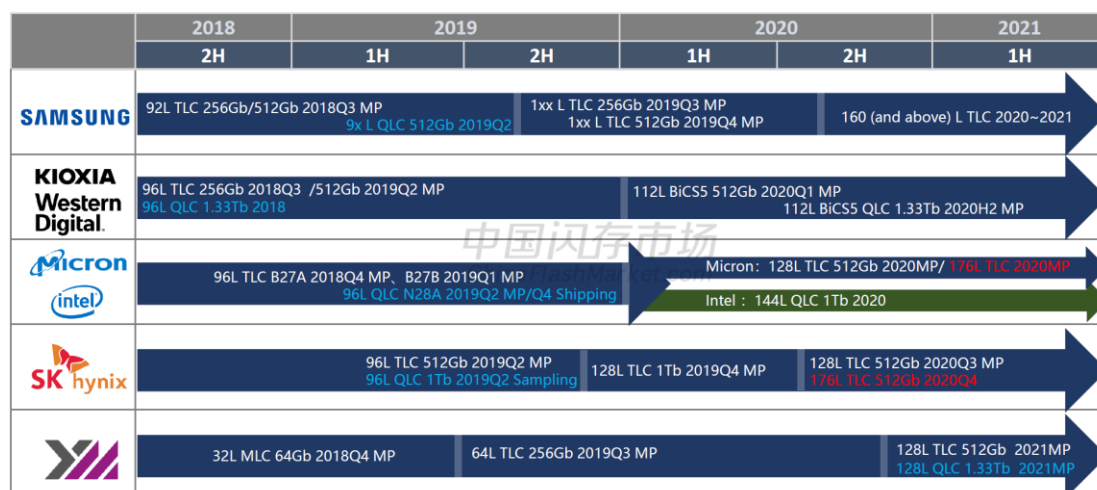 2018
2019
2020
2021
2H
1H
2H
1H
2H
1H
SAMSUNG
92L TLC 256Gb/512Gb 2018Q3 MP
9x L QLC 512Gb 2019Q2
1xx L TLC 256Gb 2019Q3 MP
1xx L TLC 512Gb 2019Q4 MP
160 (and above) L TLC 2020~2021
KIOXIA
Western
Digital.
96L TLC 256Gb 2018Q3 /512Gb 2019Q2 MP
96L QLC 1.33Tb 2018
112L BiCS5 512Gb 2020Q1 MP
112L BiCS5 QLC 1.33Tb 2020H2 MP
中国闪存市场
FlashMarket.com
Micron
intel
96L TLC B27A 2018Q4 MP、B27B 2019Q1 MP
96L QLC N28A 2019Q2 MP/Q4 Shipping
Micron：128L TLC 512Gb 2020MP/ 176L TLC 2020MP
Intel ：144L QLC 1Tb 2020
SK hynix
96L TLC 512Gb 2019Q2 MP
96L QLC 1Tb 2019Q2 Sampling
128L TLC 1Tb 2019Q4 MP
128L TLC 512Gb 2020Q3 MP
176L TLC 512Gb 2020Q4
32L MLC 64Gb 2018Q4 MP
64L TLC 256Gb 2019Q3 MP
128L TLC 512Gb 2021MP
128L QLC 1.33Tb 2021MP